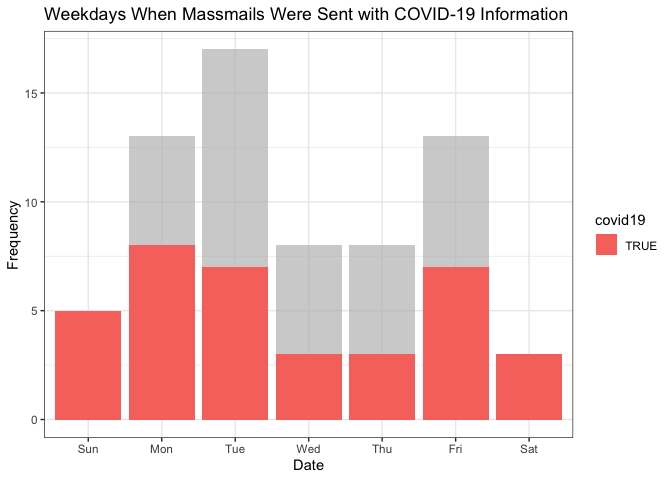 Weekdays When Massmails Were Sent with COVID-19 Information
15
10
5
0
Frequency
Sun Mon Tue Wed Thu Fri Sat
Date
covid19
TRUE